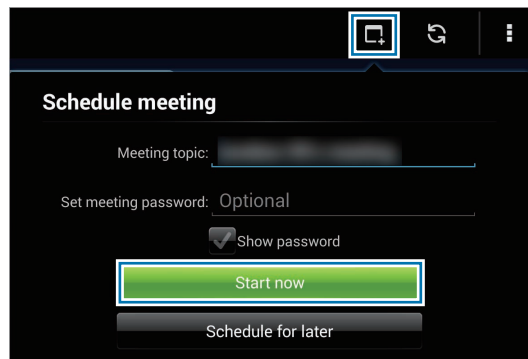 Schedule meeting
Meeting topic:
Set meeting password: Optional
Show password
Start now
Schedule for later